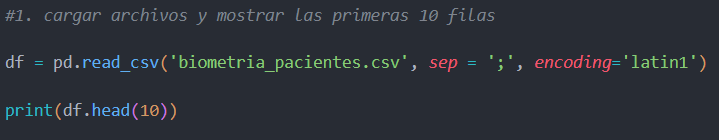 #1. cargar archivos y mostrar las primeras 10 filas
df = pd.read_csv('biometria_pacientes.csv', sep = ';', encoding='latin1')
print(df.head(10))